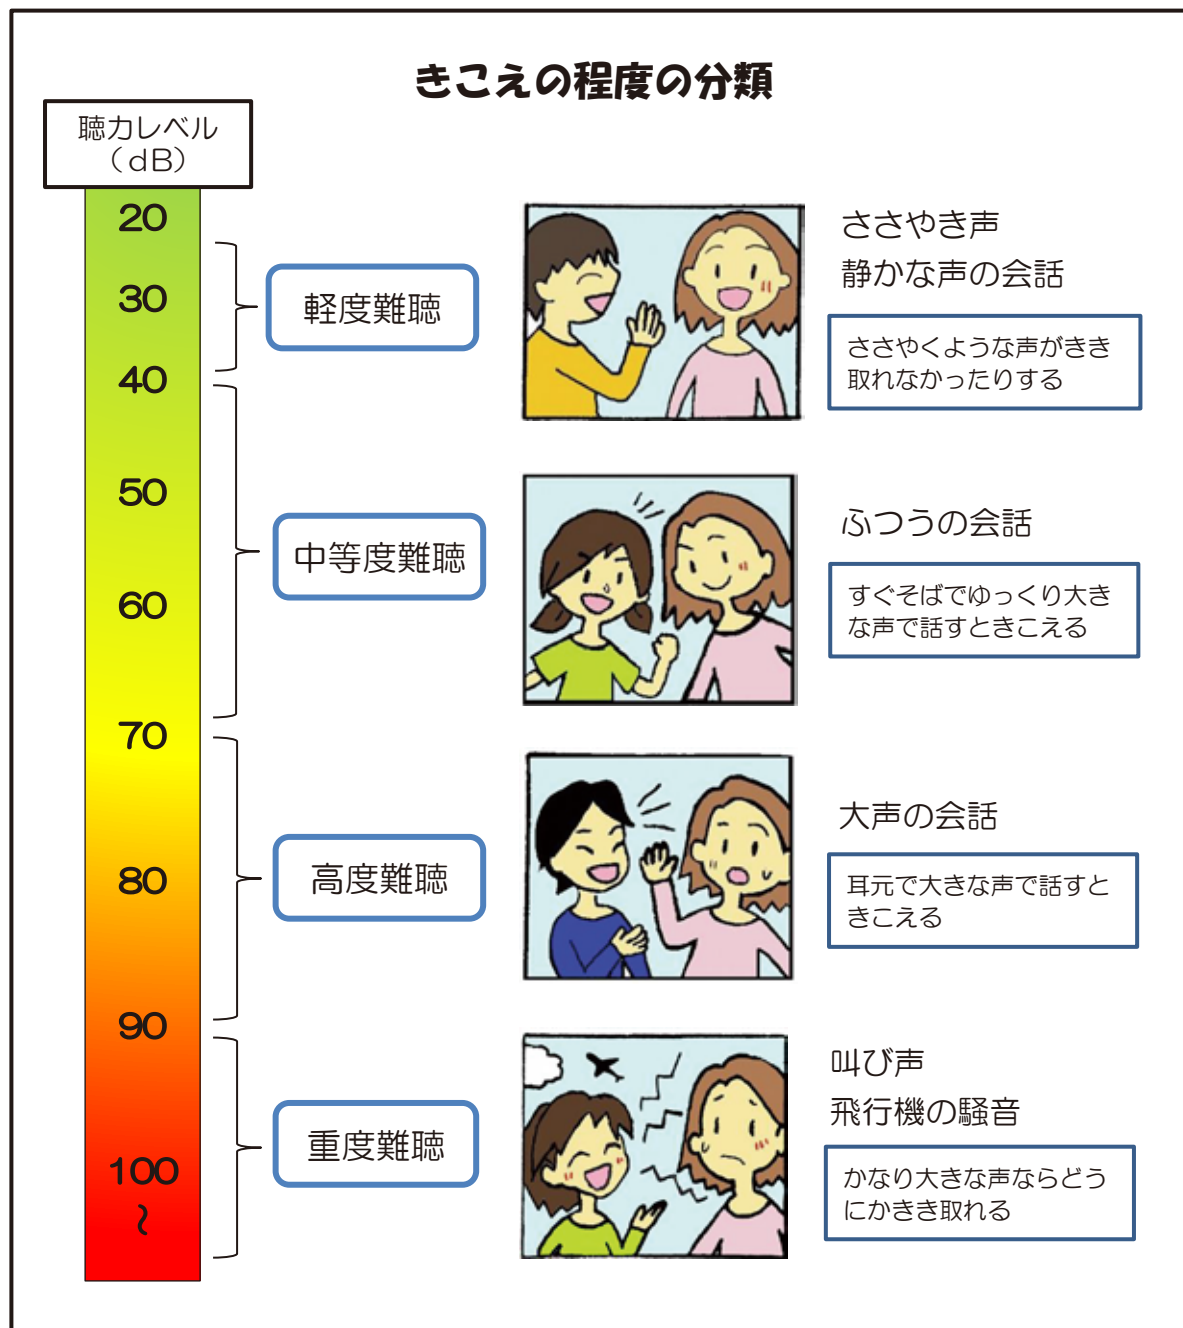 きこえの程度の分類
聴力レベル
（ｄＢ）
20
30
40
50
60
70
80
90
100
～
軽度難聴
ささやき声
静かな声の会話
ささやくような声がきき
取れなかったりする
中等度難聴
ふつうの会話
すぐそばでゆっくり大き
な声で話すときこえる
高度難聴
大声の会話
耳元で大きな声で話すと
きこえる
重度難聴
叫び声
飛行機の騒音
かなり大きな声ならどう
にかきき取れる